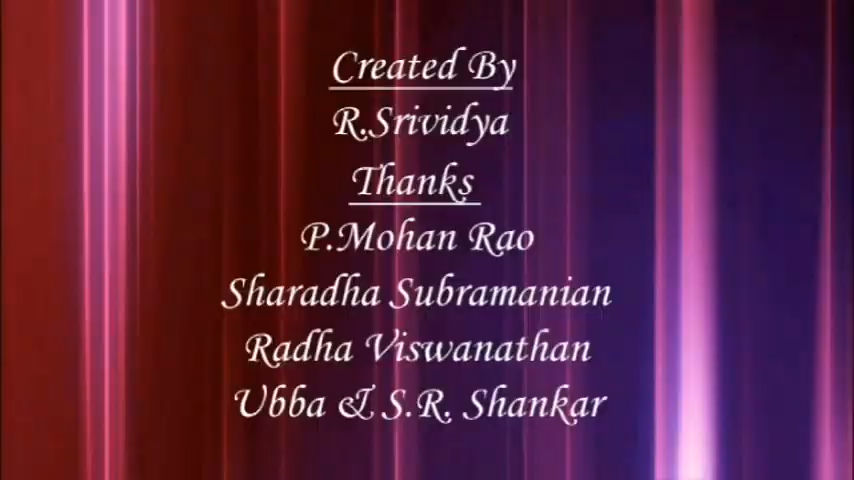 Created By
R.Srividya
Thanks
P.Mohan Rao
Sharadha Subramanian
Radha Viswanathan
Ubba & S.R. Shankar